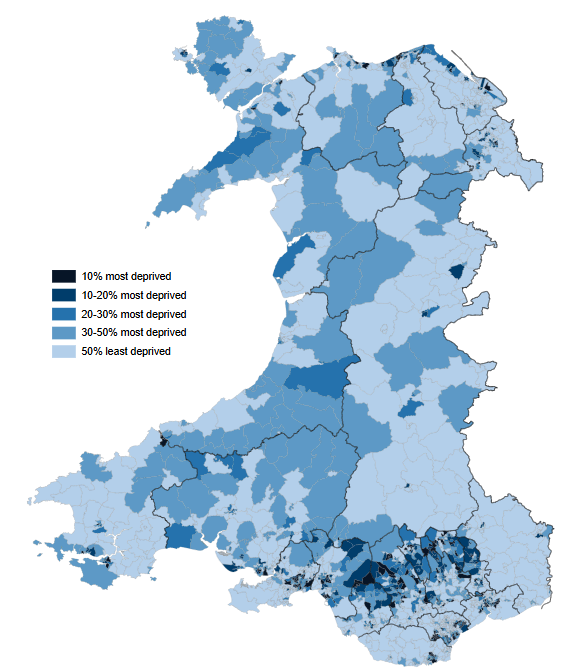 10% most deprived
10-20% most deprived
20-30% most deprived
30-50% most deprived
50% least deprived